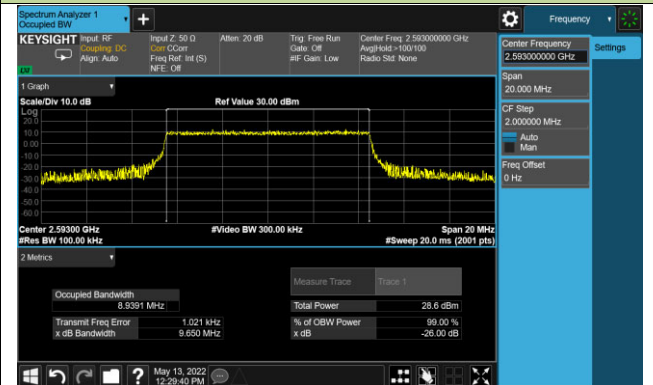 Spectrum Analyzer 1
Occupied BW
+
Frequency
KEYSIGHT
Input: RF
Coupling: DC
Align: Auto
Input Z: 50 Ω
Corr CCorr
Freq Ref: Int (S)
NFE: Off
Atten: 20 dB
Trig: Free Run
Gate: Off
#IF Gain: Low
Center Freq: 2.593000000 GHz
Avg|Hold:>100/100
Radio Std: None
Center Frequency
2.593000000 GHz
Settings
Span
20.000 MHz
CF Step
2.000000 MHz
Auto
Man
Freq Offset
0 Hz
1 Graph
Scale/Div 10.0 dB
Ref Value 30.00 dBm
Log
20.0
10.0
0.00
-10.0
-20.0
-30.0
-40.0
-50.0
-60.0
Center 2.59300 GHz
#Video BW 300.00 kHz
Span 20 MHz
#Res BW 100.00 kHz
#Sweep 20.0 ms (2001 pts)
2 Metrics
Measure Trace
Trace 1
Occupied Bandwidth
8.9391 MHz
Total Power
28.6 dBm
Transmit Freq Error
1.021 kHz
% of OBW Power
99.00 %
x dB Bandwidth
9.650 MHz
x dB
-26.00 dB
?
May 13, 2022
12:29:40 PM